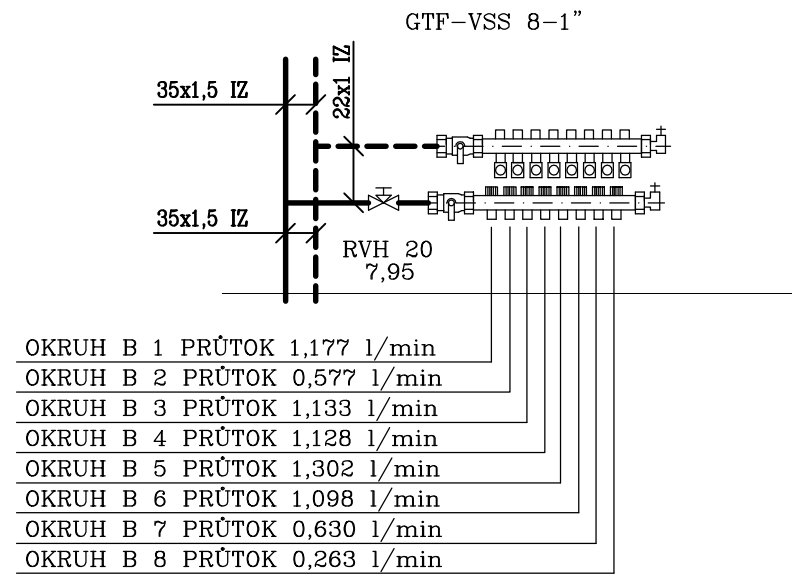 GTF-VSS 8-1"
35x1,5 IZ
22x1 IZ
35x1,5 IZ
RVH 20
7,95
OKRUH B 1 PRŮTOK 1,177 l/min
OKRUH B 2 PRŮTOK 0,577 l/min
OKRUH B 3 PRŮTOK 1,133 l/min
OKRUH B 4 PRŮTOK 1,128 l/min
OKRUH B 5 PRŮTOK 1,302 l/min
OKRUH B 6 PRŮTOK 1,098 l/min
OKRUH B 7 PRŮTOK 0,630 l/min
OKRUH B 8 PRŮTOK 0,263 l/min